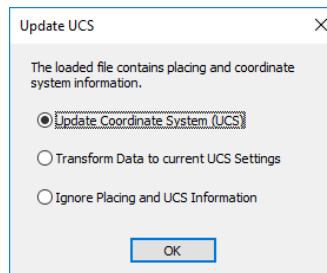 Update UCS
The loaded file contains placing and coordinate
system information.
Update Coordinate System (UCS)
Transform Data to current UCS Settings
Ignore Placing and UCS Information
OK